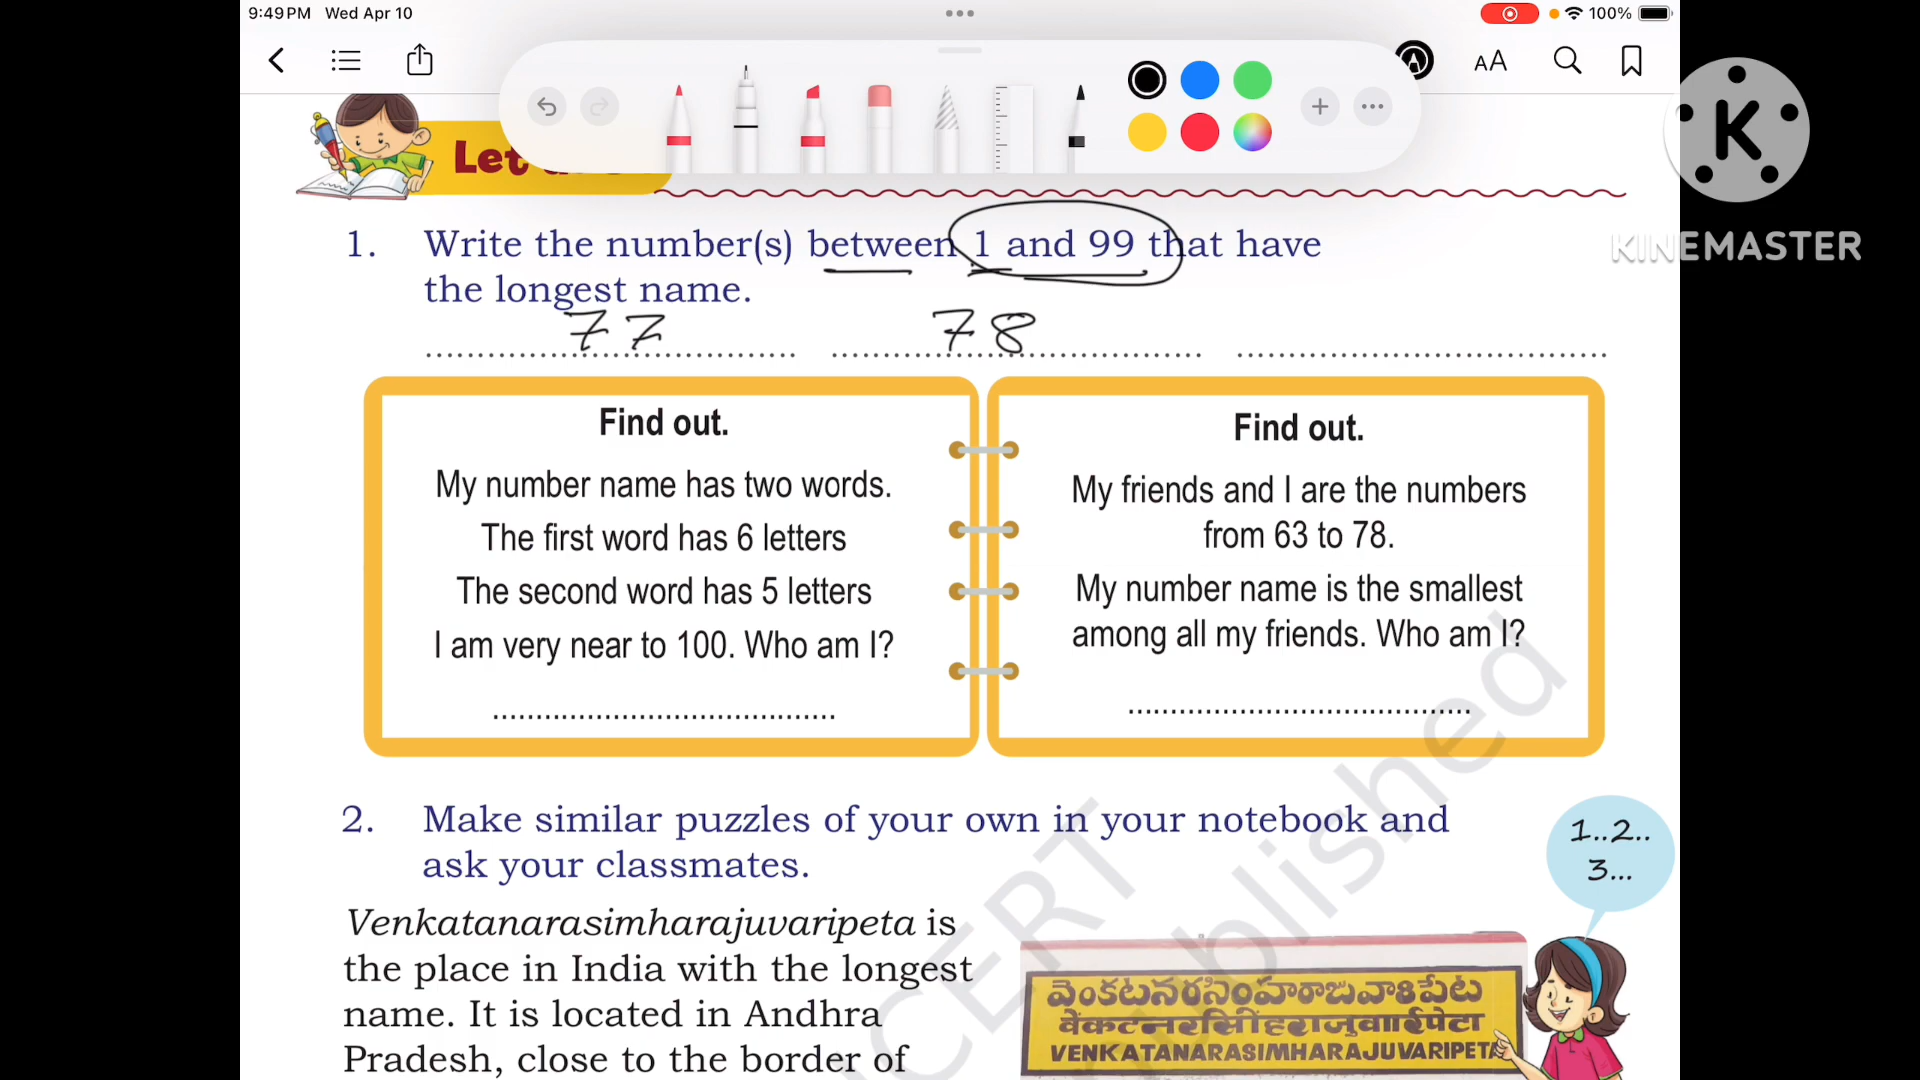 9:49 PM Wed Apr 10
100%
AA
K
KINEMASTER
Let
1. Write the number(s) between 1 and 99 that have
the longest name.
77 78
Find out.
My number name has two words.
The first word has 6 letters
The second word has 5 letters
I am very near to 100. Who am I?
Find out.
My friends and I are the numbers
from 63 to 78.
My number name is the smallest
among all my friends. Who am I?
2. Make similar puzzles of your own in your notebook and
ask your classmates.
1..2..
3...
Venkatanarasimharajuvaripeta is
the place in India with the longest
name. It is located in Andhra
Pradesh, close to the border of
వెంకటనరసింహరాజువారిపేట
वेंकटनरसिंहराजुवारिपेटा
VENKATANARASIMHARAJUVARIPETA
NCERT
published